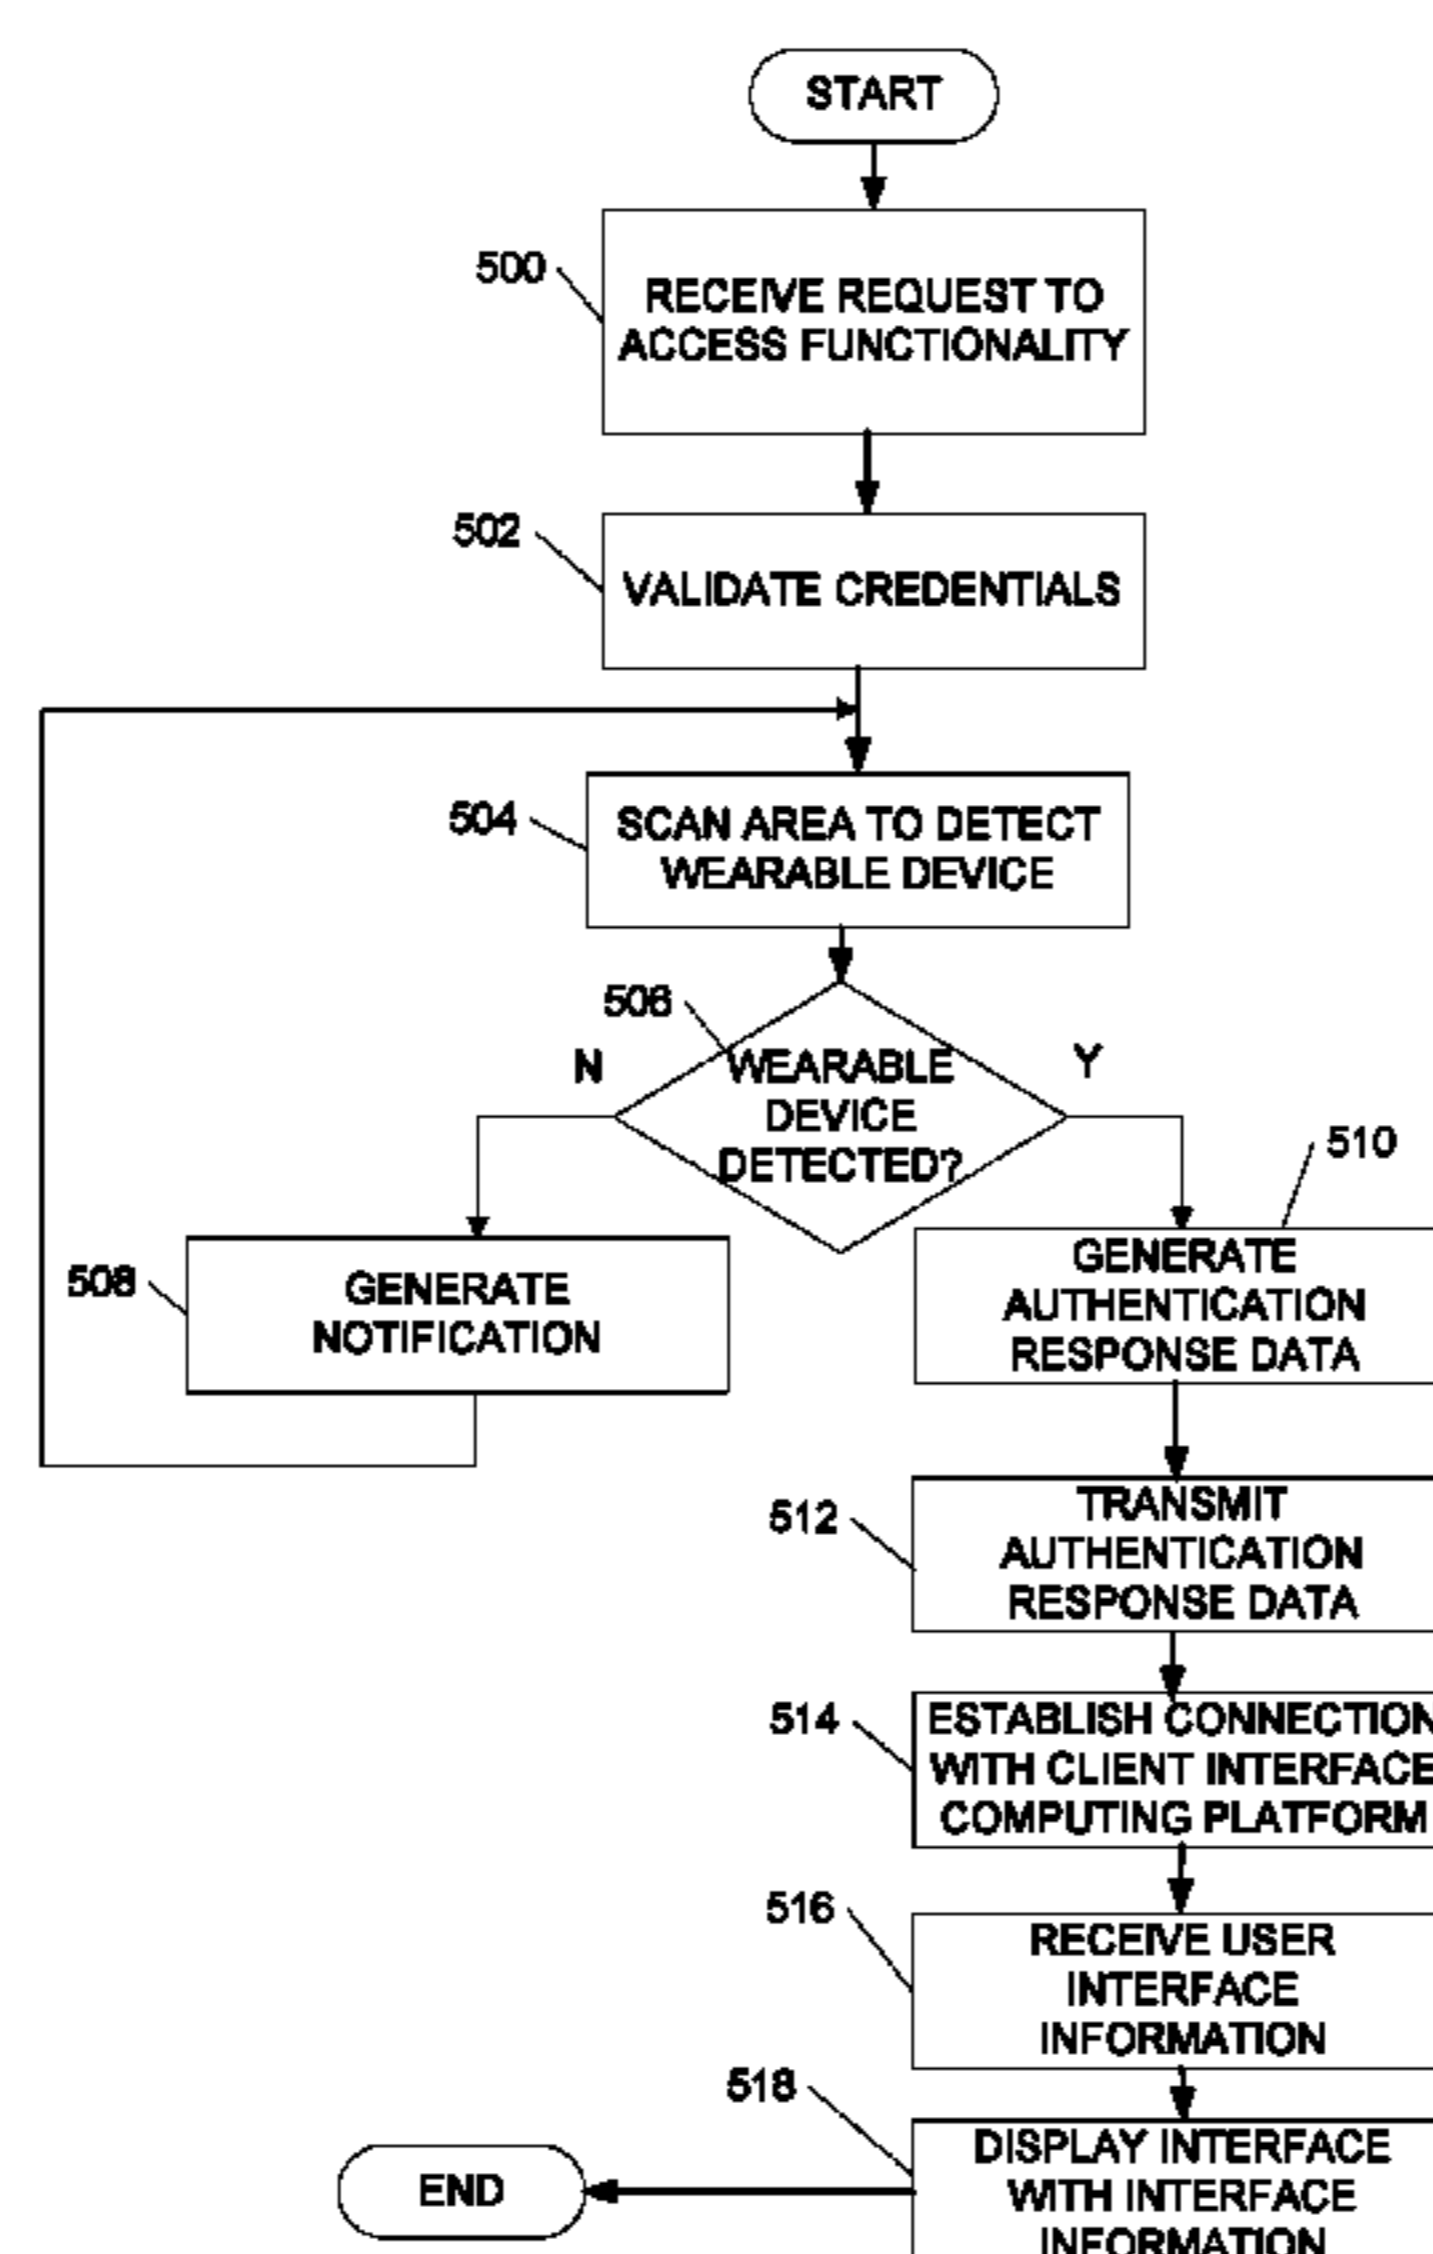 START
500
RECEIVE REQUEST TO
ACCESS FUNCTIONALITY
502
VALIDATE CREDENTIALS
504
SCAN AREA TO DETECT
WEARABLE DEVICE
506
N
WEARABLE
DEVICE
DETECTED?
Y
510
508
GENERATE
NOTIFICATION
GENERATE
AUTHENTICATION
RESPONSE DATA
512
TRANSMIT
AUTHENTICATION
RESPONSE DATA
514
ESTABLISH CONNECTION
WITH CLIENT INTERFACE
COMPUTING PLATFORM
516
RECEIVE USER
INTERFACE
INFORMATION
518
DISPLAY INTERFACE
WITH INTERFACE
INFORMATION
END